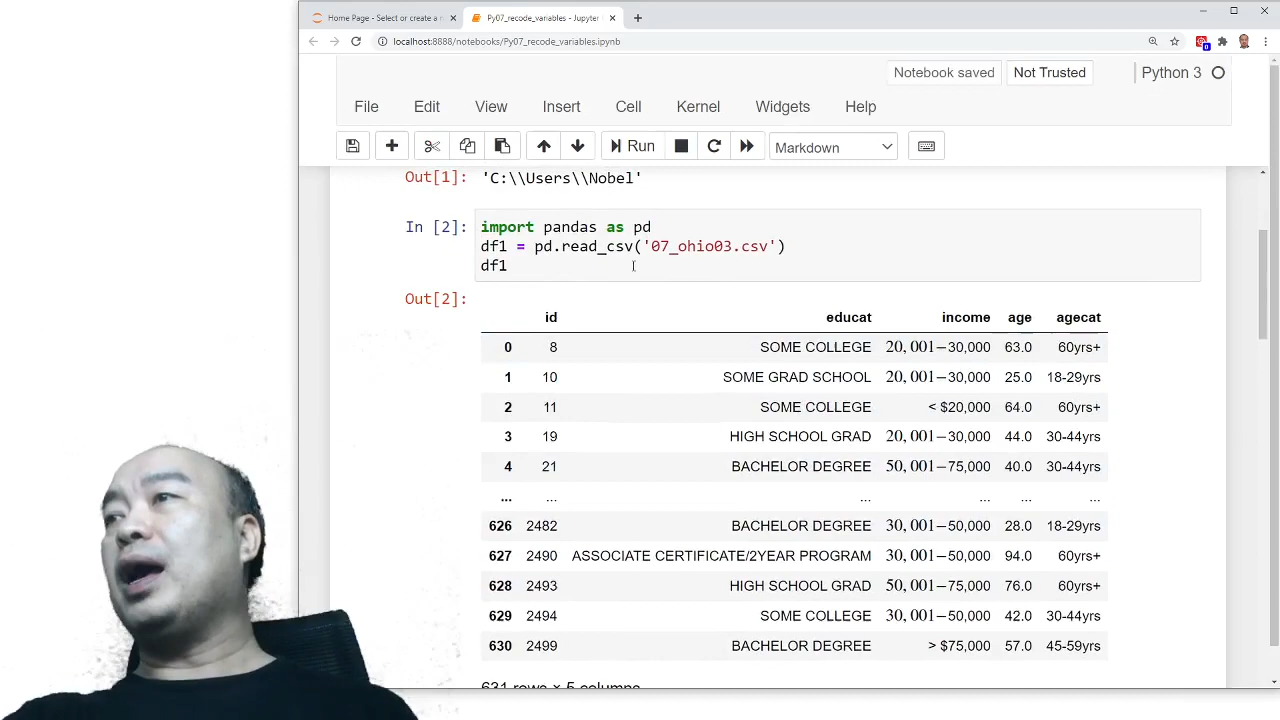 Home Page - Select or create a n
Py07_recode_variables - Jupyter
localhost:8888/notebooks/Py07_recode_variables.ipynb
0
Notebook saved
Not Trusted
Python 3
File Edit View Insert Cell Kernel Widgets Help
Run
Markdown
Out[1]: 'C:\\Users\\Nobel'
In [2]: import pandas as pd
df1 = pd.read_csv('07_ohio03.csv')
df1
Out[2]:
id educat income age agecat
0 8 SOME COLLEGE 20,001−30,000 63.0 60yrs+
1 10 SOME GRAD SCHOOL 20,001−30,000 25.0 18-29yrs
2 11 SOME COLLEGE < $20,000 64.0 60yrs+
3 19 HIGH SCHOOL GRAD 20,001−30,000 44.0 30-44yrs
4 21 BACHELOR DEGREE 50,001−75,000 40.0 30-44yrs
... ... ... ... ... ...
626 2482 BACHELOR DEGREE 30,001−50,000 28.0 18-29yrs
627 2490 ASSOCIATE CERTIFICATE/2YEAR PROGRAM 30,001−50,000 94.0 60yrs+
628 2493 HIGH SCHOOL GRAD 50,001−75,000 76.0 60yrs+
629 2494 SOME COLLEGE 30,001−50,000 42.0 30-44yrs
630 2499 BACHELOR DEGREE > $75,000 57.0 45-59yrs
631 rows × 5 columns